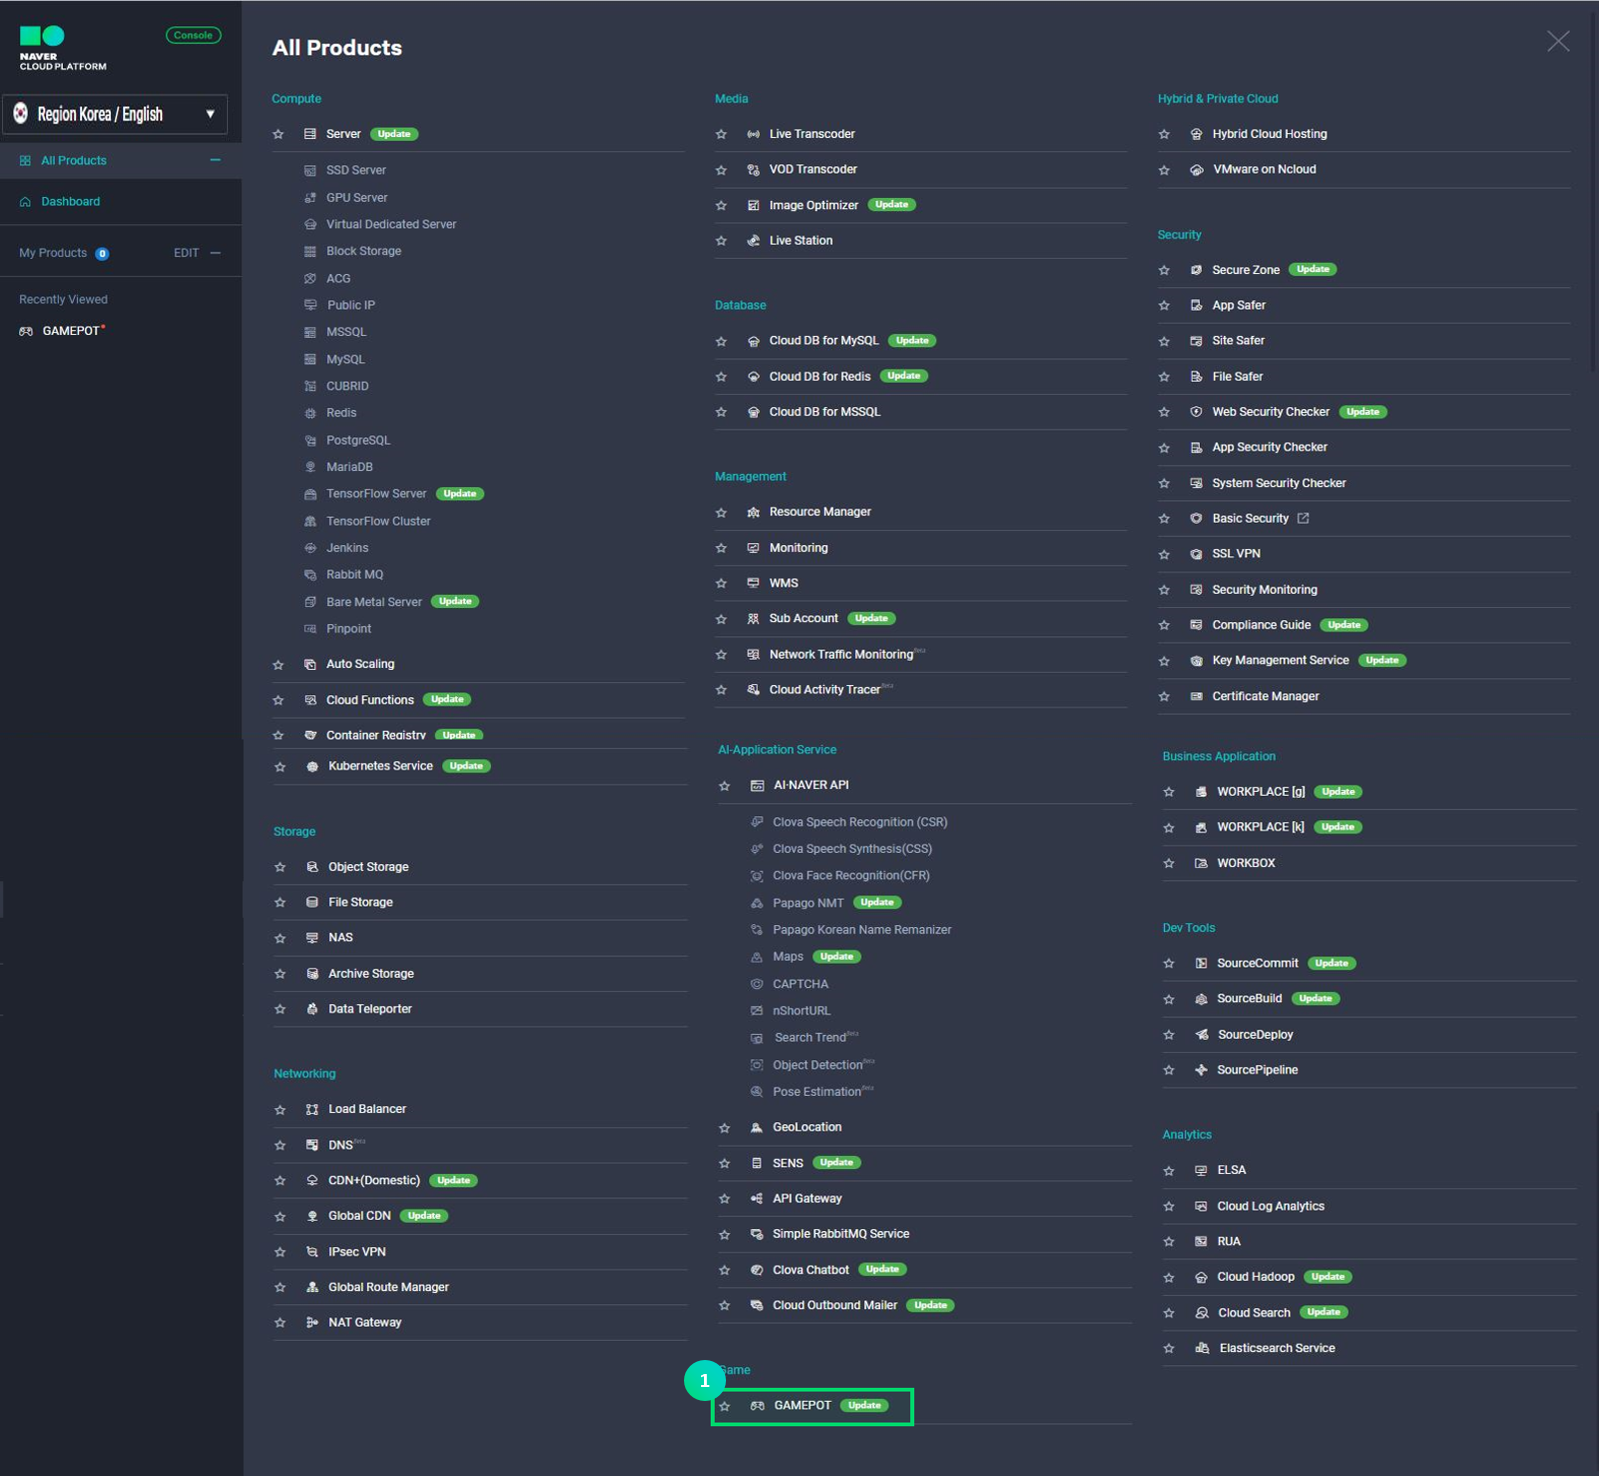 NAVER
CLOUD PLATFORM
Console
Region Korea / English
All Products
Dashboard
My Products 0 EDIT
Recently Viewed
GAMEPOT
All Products
Compute
Server Update
SSD Server
GPU Server
Virtual Dedicated Server
Block Storage
ACG
Public IP
MSSQL
MySQL
CUBRID
Redis
PostgreSQL
MariaDB
TensorFlow Server Update
TensorFlow Cluster
Jenkins
Rabbit MQ
Bare Metal Server Update
Pinpoint
Auto Scaling
Cloud Functions Update
Container Registry Update
Kubernetes Service Update
Storage
Object Storage
File Storage
NAS
Archive Storage
Data Teleporter
Networking
Load Balancer
DNS Beta
CDN+(Domestic) Update
Global CDN Update
IPsec VPN
Global Route Manager
NAT Gateway
Media
Live Transcoder
VOD Transcoder
Image Optimizer Update
Live Station
Database
Cloud DB for MySQL Update
Cloud DB for Redis Update
Cloud DB for MSSQL
Management
Resource Manager
Monitoring
WMS
Sub Account Update
Network Traffic Monitoring Beta
Cloud Activity Tracer Beta
AI-Application Service
AI·NAVER API
Clova Speech Recognition (CSR)
Clova Speech Synthesis(CSS)
Clova Face Recognition(CFR)
Papago NMT Update
Papago Korean Name Remanizer
Maps Update
CAPTCHA
nShortURL
Search Trend Beta
Object Detection Beta
Pose Estimation Beta
GeoLocation
SENS Update
API Gateway
Simple RabbitMQ Service
Clova Chatbot Update
Cloud Outbound Mailer Update
Game
1
GAMEPOT Update
Hybrid & Private Cloud
Hybrid Cloud Hosting
VMware on Ncloud
Security
Secure Zone Update
App Safer
Site Safer
File Safer
Web Security Checker Update
App Security Checker
System Security Checker
Basic Security
SSL VPN
Security Monitoring
Compliance Guide Update
Key Management Service Update
Certificate Manager
Business Application
WORKPLACE [g] Update
WORKPLACE [k] Update
WORKBOX
Dev Tools
SourceCommit Update
SourceBuild Update
SourceDeploy
SourcePipeline
Analytics
ELSA
Cloud Log Analytics
RUA
Cloud Hadoop Update
Cloud Search Update
Elasticsearch Service